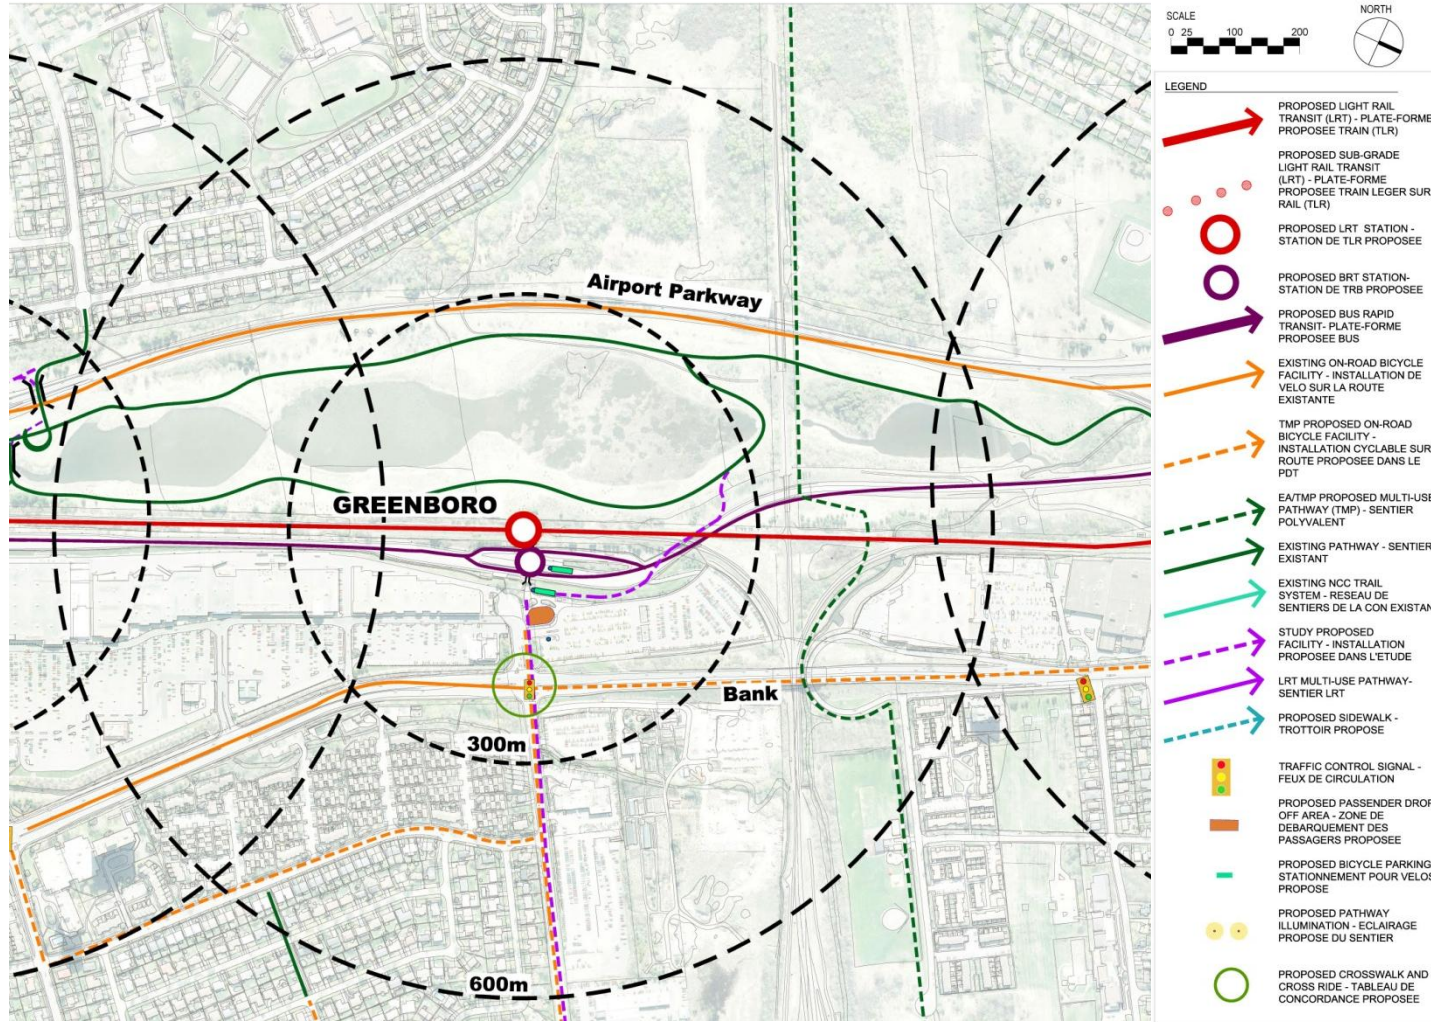 Airport Parkway
GREENBORO
Bank
300m
600m
SCALE
0 25 100 200
NORTH
LEGEND
PROPOSED LIGHT RAIL
TRANSIT (LRT) - PLATE-FORME
PROPOSEE TRAIN (TLR)
PROPOSED SUB-GRADE
LIGHT RAIL TRANSIT
(LRT) - PLATE-FORME
PROPOSEE TRAIN LEGER SUR
RAIL (TLR)
PROPOSED LRT STATION -
STATION DE TLR PROPOSEE
PROPOSED BRT STATION-
STATION DE TRB PROPOSEE
PROPOSED BUS RAPID
TRANSIT- PLATE-FORME
PROPOSEE BUS
EXISTING ON-ROAD BICYCLE
FACILITY - INSTALLATION DE
VELO SUR LA ROUTE
EXISTANTE
TMP PROPOSED ON-ROAD
BICYCLE FACILITY -
INSTALLATION CYCLABLE SUR
ROUTE PROPOSEE DANS LE
PDT
EA/TMP PROPOSED MULTI-USE
PATHWAY (TMP) - SENTIER
POLYVALENT
EXISTING PATHWAY - SENTIER
EXISTANT
EXISTING NCC TRAIL
SYSTEM - RESEAU DE
SENTIERS DE LA CON EXISTAN
STUDY PROPOSED
FACILITY - INSTALLATION
PROPOSEE DANS L'ETUDE
LRT MULTI-USE PATHWAY-
SENTIER LRT
PROPOSED SIDEWALK -
TROTTOIR PROPOSE
TRAFFIC CONTROL SIGNAL -
FEUX DE CIRCULATION
PROPOSED PASSENDER DROP
OFF AREA - ZONE DE
DEBARQUEMENT DES
PASSAGERS PROPOSEE
PROPOSED BICYCLE PARKING
STATIONNEMENT POUR VELOS
PROPOSE
PROPOSED PATHWAY
ILLUMINATION - ECLAIRAGE
PROPOSE DU SENTIER
PROPOSED CROSSWALK AND
CROSS RIDE - TABLEAU DE
CONCORDANCE PROPOSEE